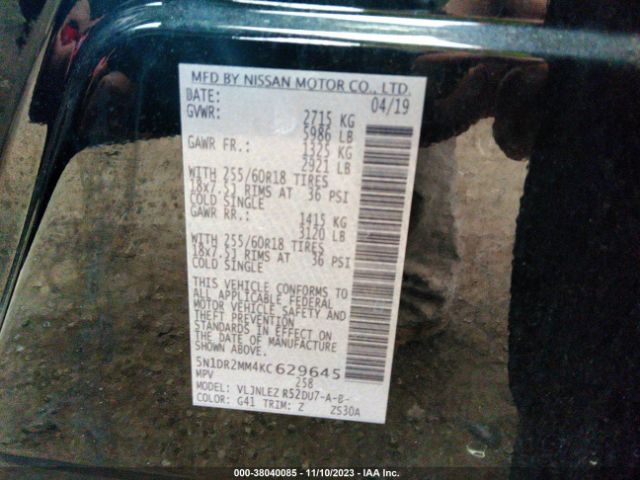 MFD BY NISSAN MOTOR CO., LTD.
DATE: 04/19
GVWR: 2715 KG
5986 LB
GAWR FR.: 1325 KG
2921 LB
WITH 255/60R18 TIRES
18x7.5J RIMS AT 36 PSI
COLD SINGLE
GAWR RR.: 1415 KG
3120 LB
WITH 255/60R18 TIRES
18x7.5J RIMS AT 36 PSI
COLD SINGLE
THIS VEHICLE CONFORMS TO
ALL APPLICABLE FEDERAL
MOTOR VEHICLE SAFETY AND
THEFT PREVENTION
STANDARDS IN EFFECT ON
THE DATE OF MANUFACTURE
SHOWN ABOVE.
5N1DR2MM4KC629645
MPV 258
MODEL: VLJNLEZ R52DU7-A-B-
COLOR: G41 TRIM: Z ZS30A
000-38040085 — 11/10/2023 — IAA Inc.